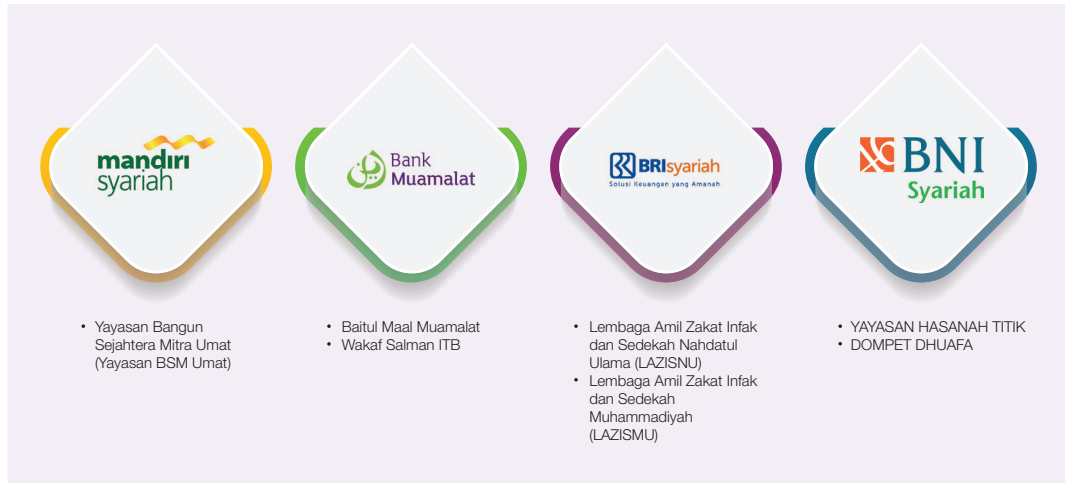 mandırı
syariah
Bank
Muamalat
BRIsyariah
Solusi Keuangan yang Amanah
BNI
Syariah
• Yayasan Bangun
Sejahtera Mitra Umat
(Yayasan BSM Umat)
• Baitul Maal Muamalat
• Wakaf Salman ITB
• Lembaga Amil Zakat Infak
dan Sedekah Nahdatul
Ulama (LAZISNU)
• Lembaga Amil Zakat Infak
dan Sedekah
Muhammadiyah
(LAZISMU)
• YAYASAN HASANAH TITIK
• DOMPET DHUAFA